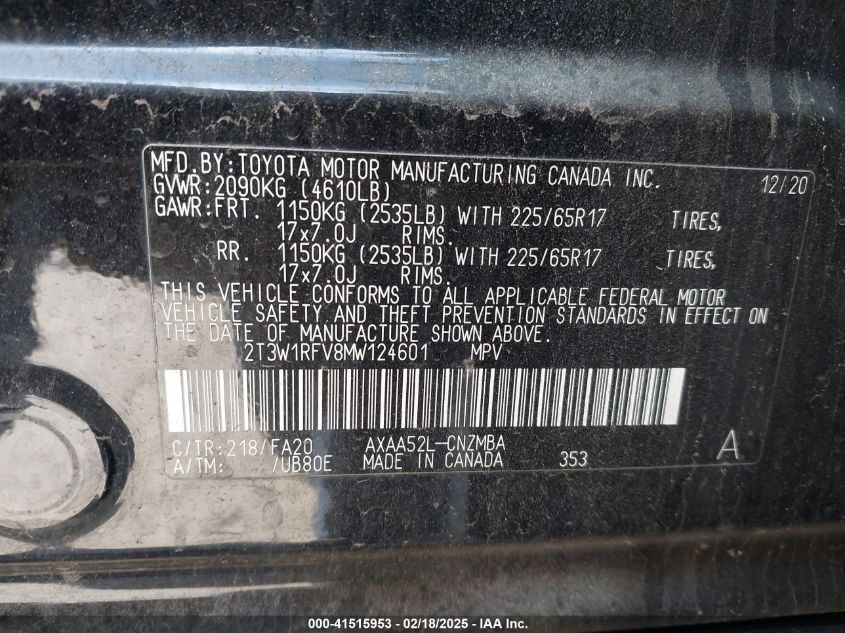 MFD.BY:TOYOTA MOTOR MANUFACTURING CANADA INC. 12/20
GVWR:2090KG (4610LB)
GAWR:FRT. 1150KG (2535LB) WITH 225/65R17 TIRES,
17x7.0J RIMS.
RR. 1150KG (2535LB) WITH 225/65R17 TIRES,
17x7.0J RIMS.
THIS VEHICLE CONFORMS TO ALL APPLICABLE FEDERAL MOTOR
VEHICLE SAFETY AND THEFT PREVENTION STANDARDS IN EFFECT ON
THE DATE OF MANUFACTURE SHOWN ABOVE.
2T3W1RFV8MW124601 MPV
C/TR:218/FA20 AXAA52L-CNZMBA A
A/TM: /UB80E MADE IN CANADA 353
000-41515953 / 02/18/2025 - IAA Inc.